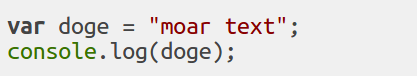 var doge = "moar text";
console.log(doge);